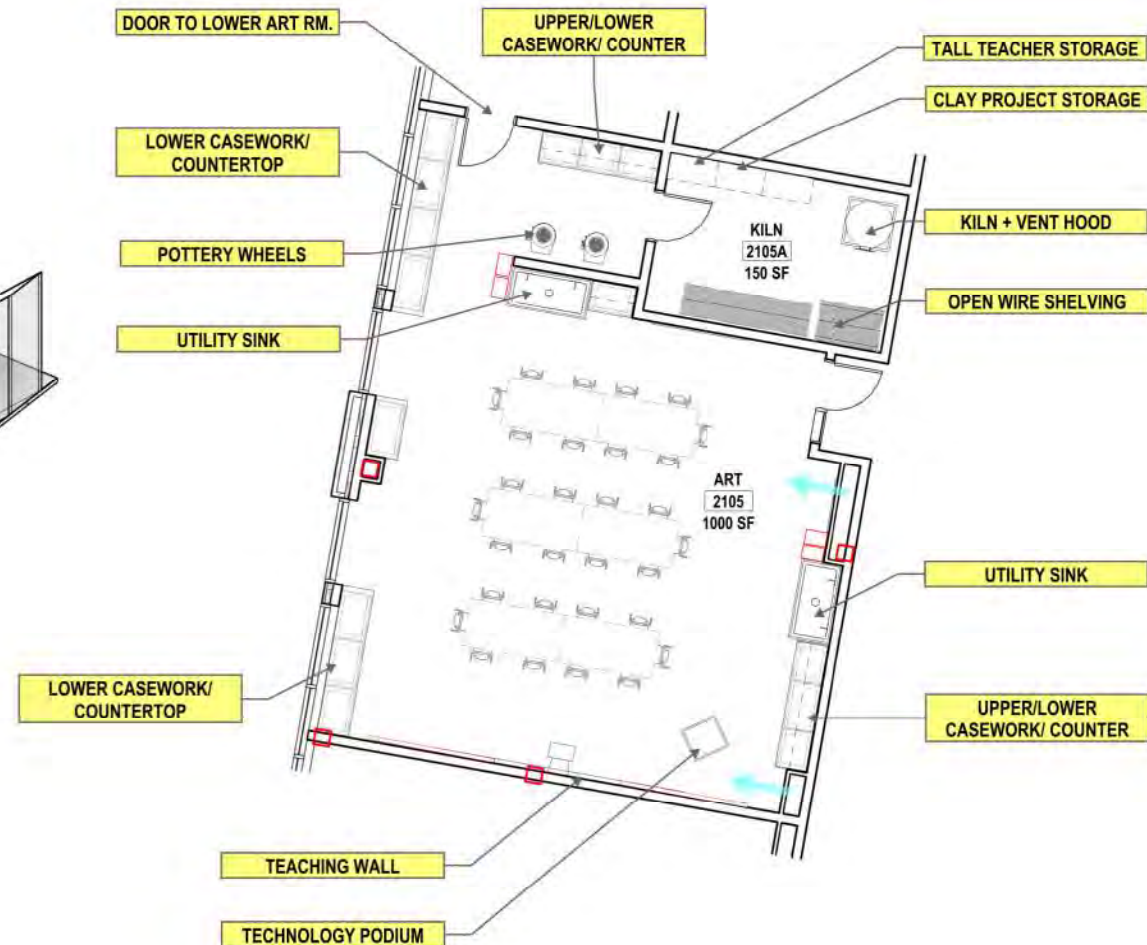 DOOR TO LOWER ART RM.
UPPER/LOWER
CASEWORK/ COUNTER
TALL TEACHER STORAGE
CLAY PROJECT STORAGE
LOWER CASEWORK/
COUNTERTOP
KILN + VENT HOOD
KILN
2105A
150 SF
POTTERY WHEELS
OPEN WIRE SHELVING
UTILITY SINK
ART
2105
1000 SF
UTILITY SINK
LOWER CASEWORK/
COUNTERTOP
UPPER/LOWER
CASEWORK/ COUNTER
TEACHING WALL
TECHNOLOGY PODIUM